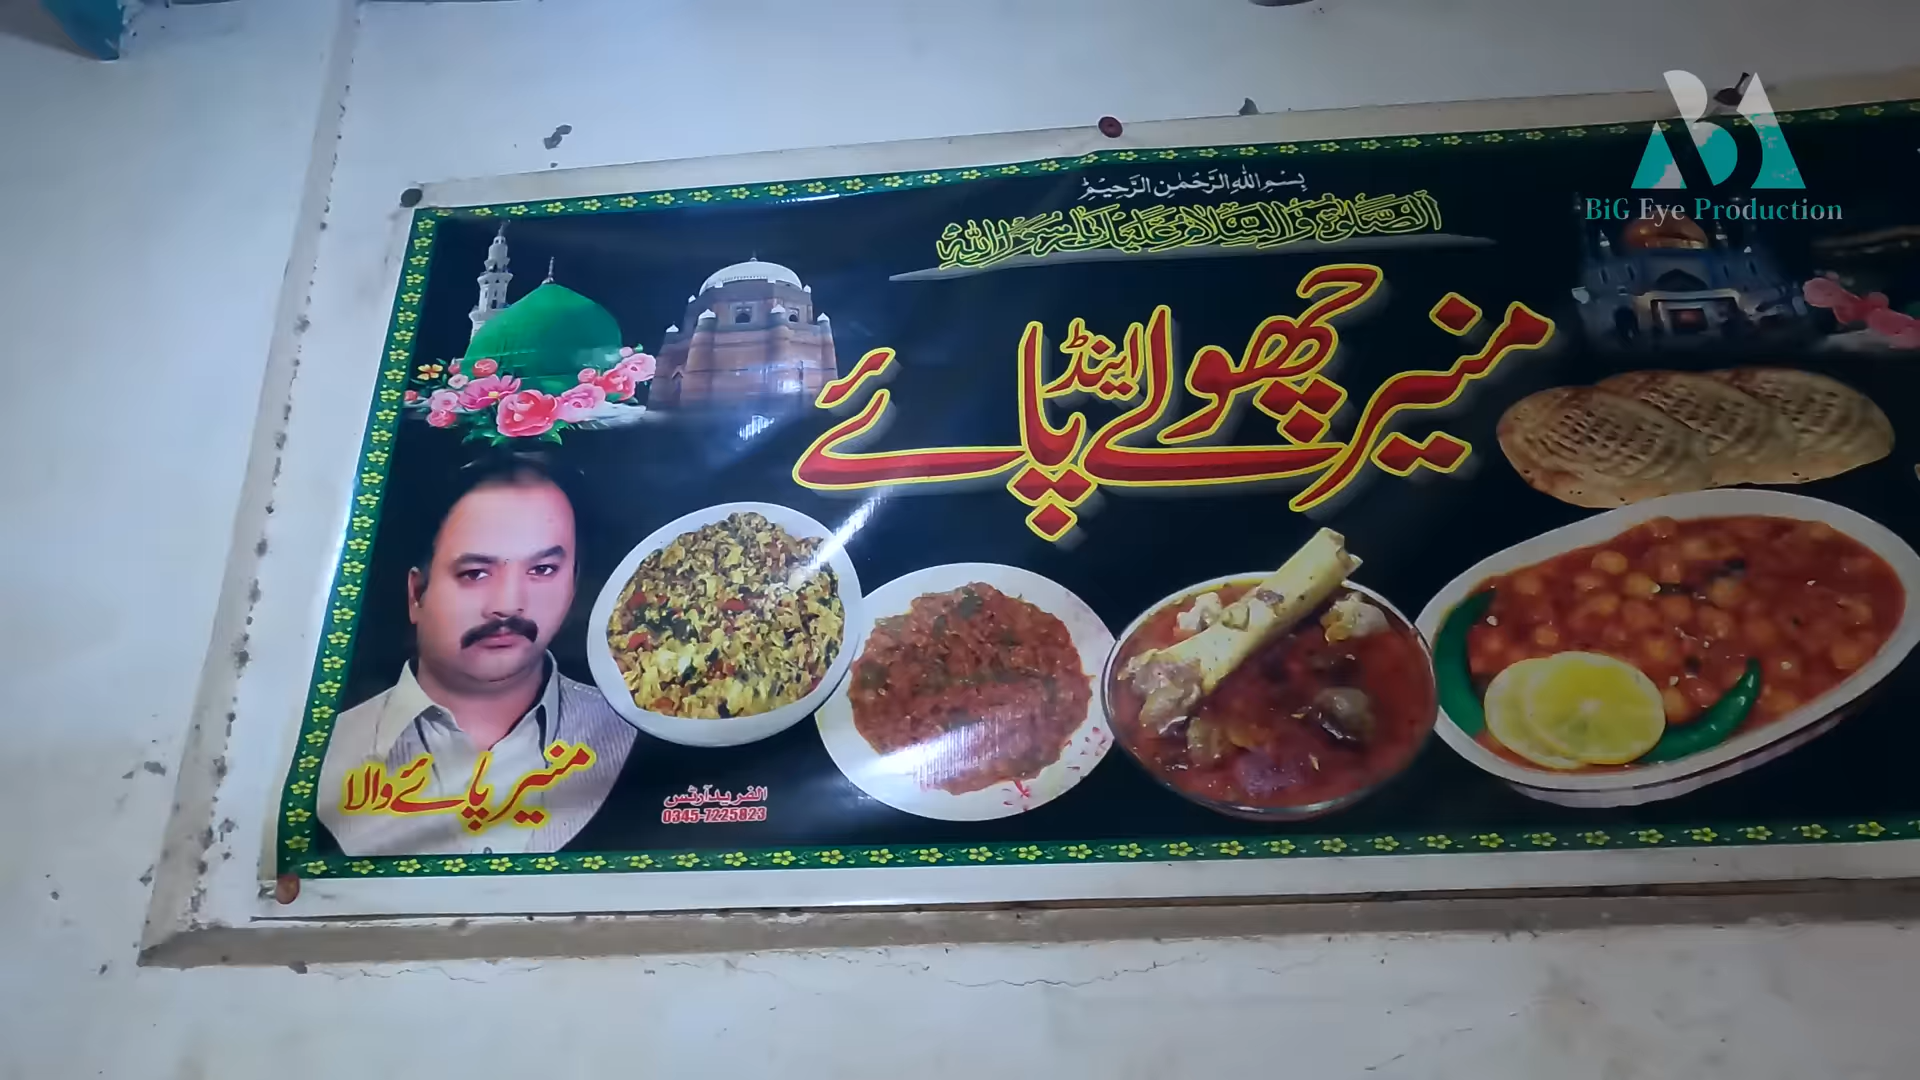 BiG Eye Production
بسم اللہ الرحمٰن الرحیم
الصلوٰۃ والسلام علیک یا رسول اللہ
منیر چھولے اینڈ پائے
منیر پائے والا
الفرید آرٹس
0345-7225823